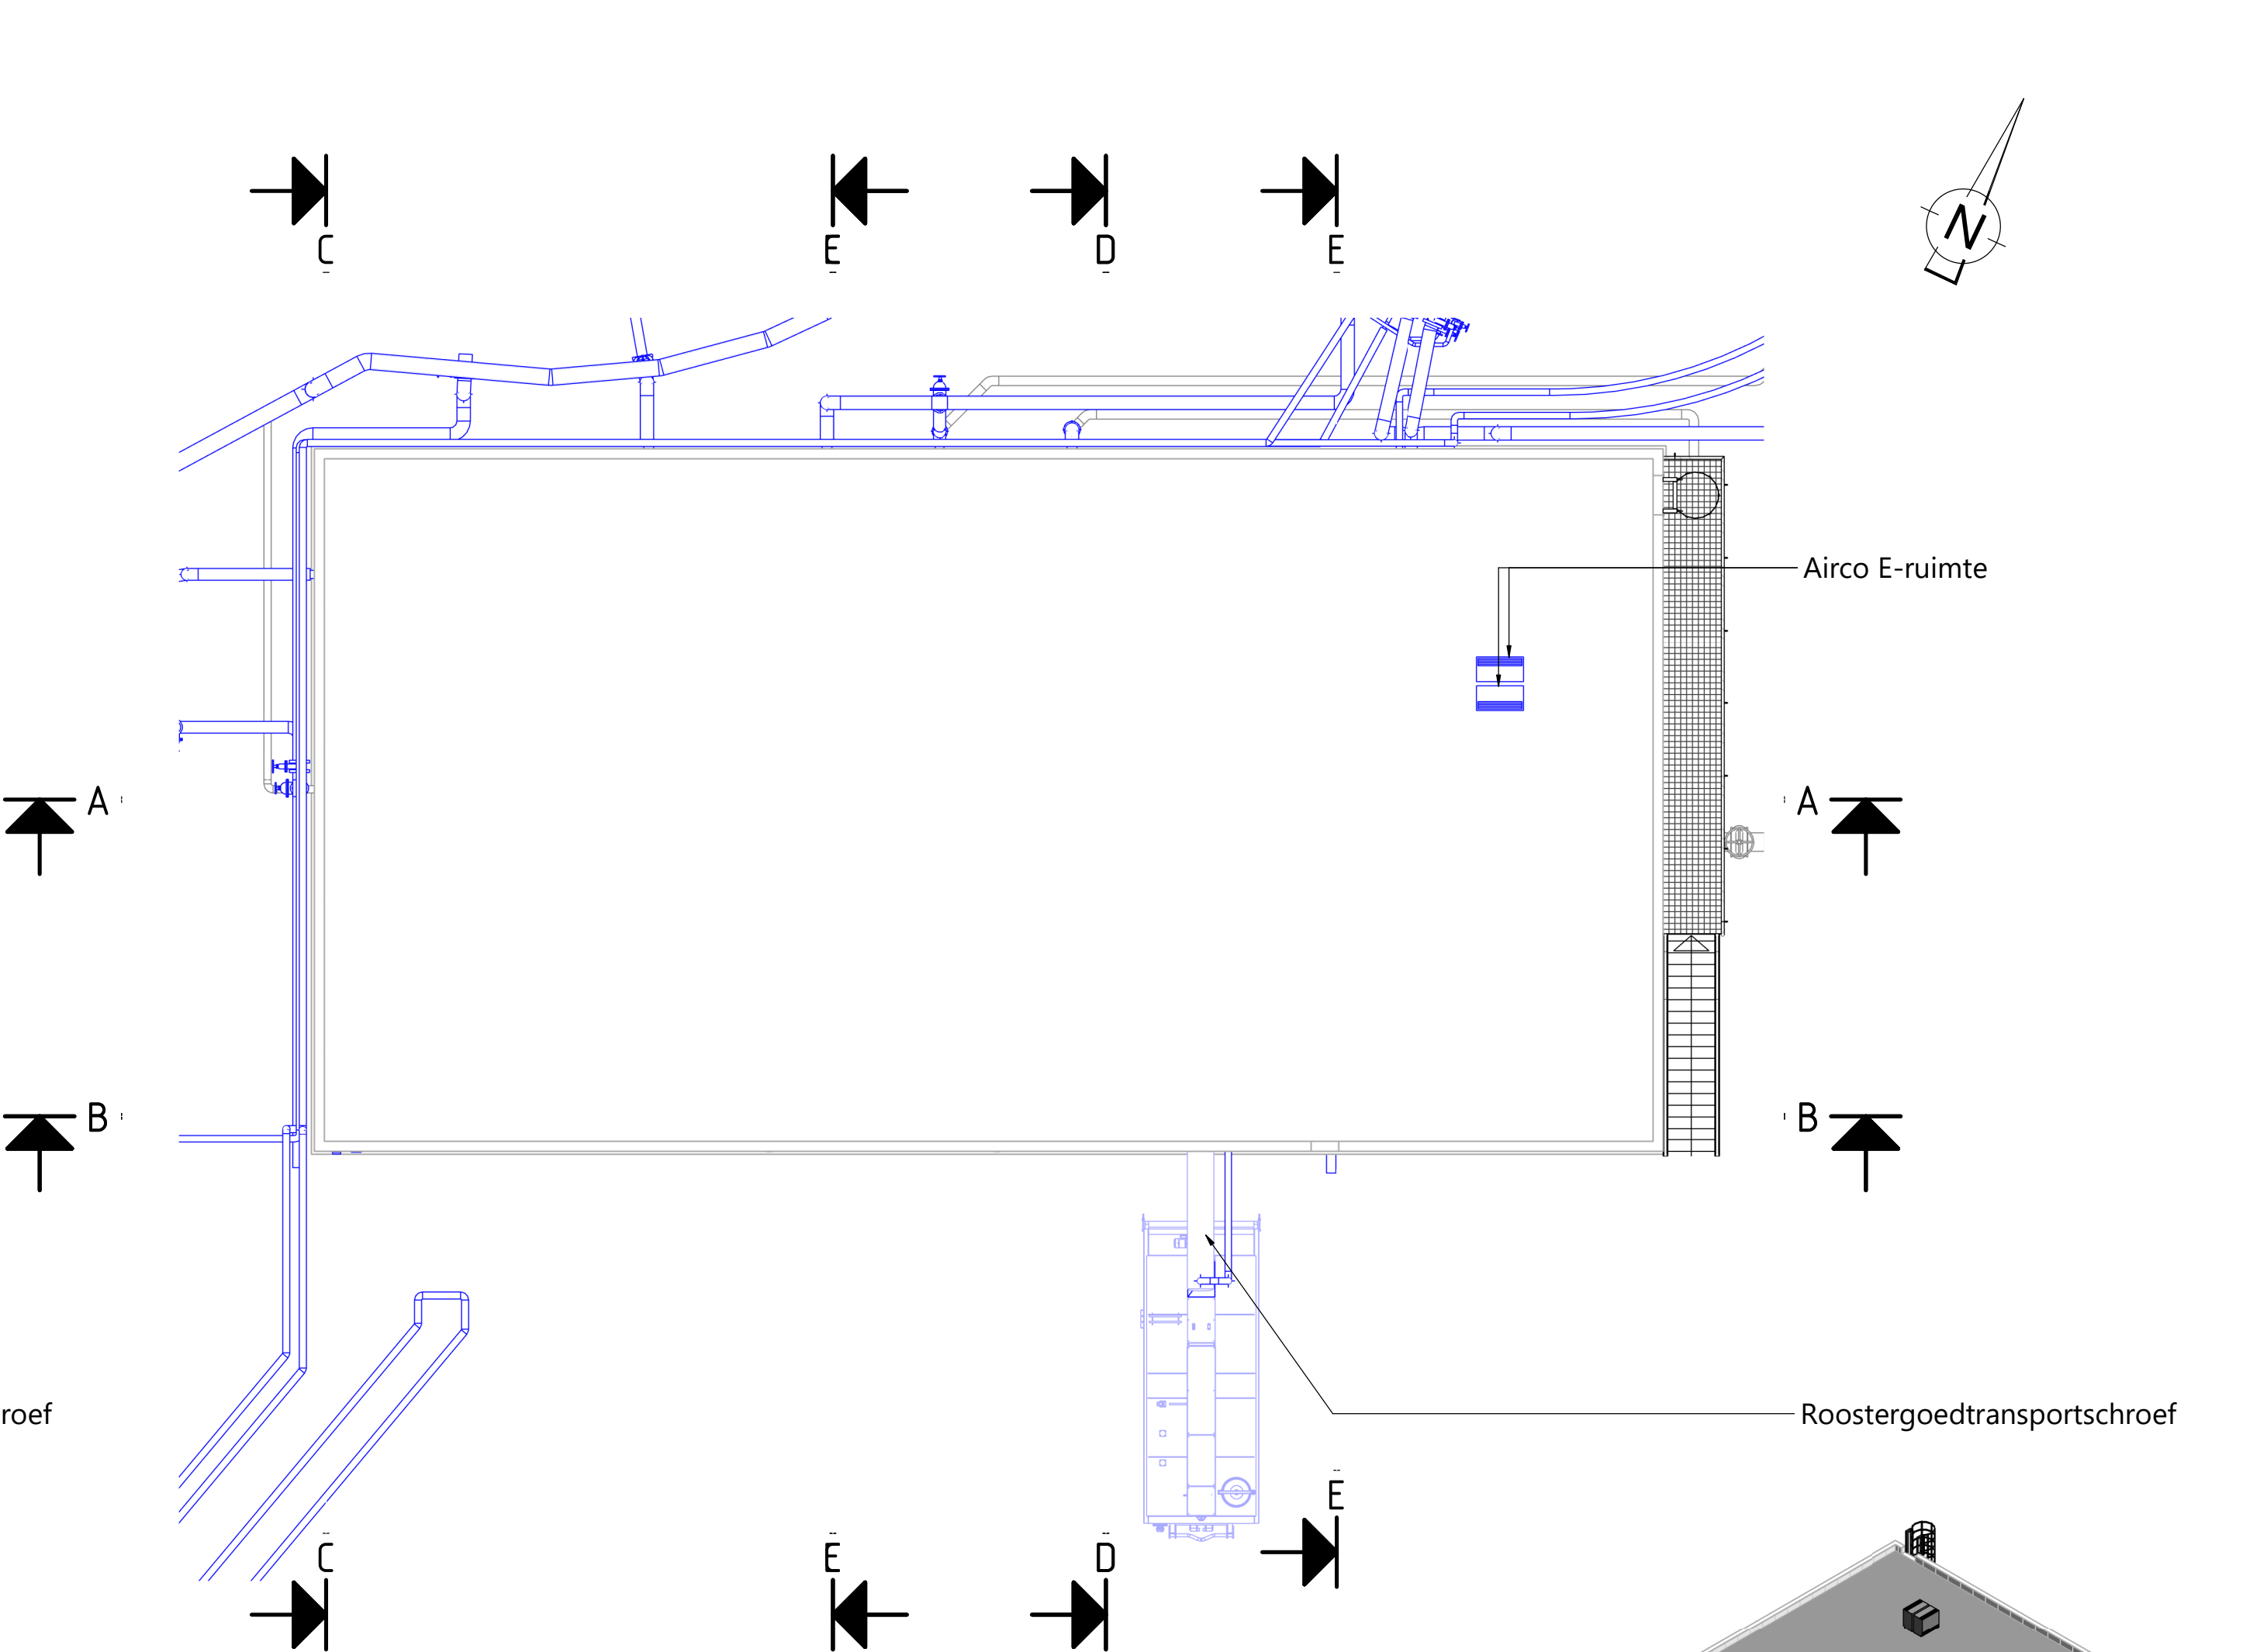 C E D E
N
Airco E-ruimte
A A
B B
roef
Roostergoedtransportschroef
E
C E D